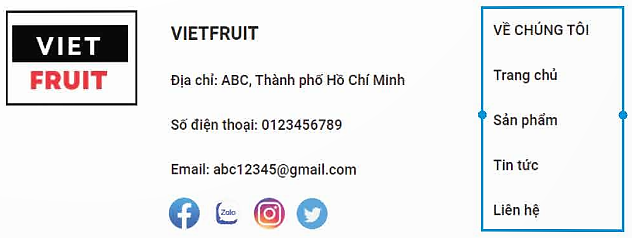 VIET
FRUIT
VIETFRUIT
Địa chỉ: ABC, Thành phố Hồ Chí Minh
Số điện thoại: 0123456789
Email: abc12345@gmail.com
Zalo
VỀ CHÚNG TÔI
Trang chủ
Sản phẩm
Tin tức
Liên hệ